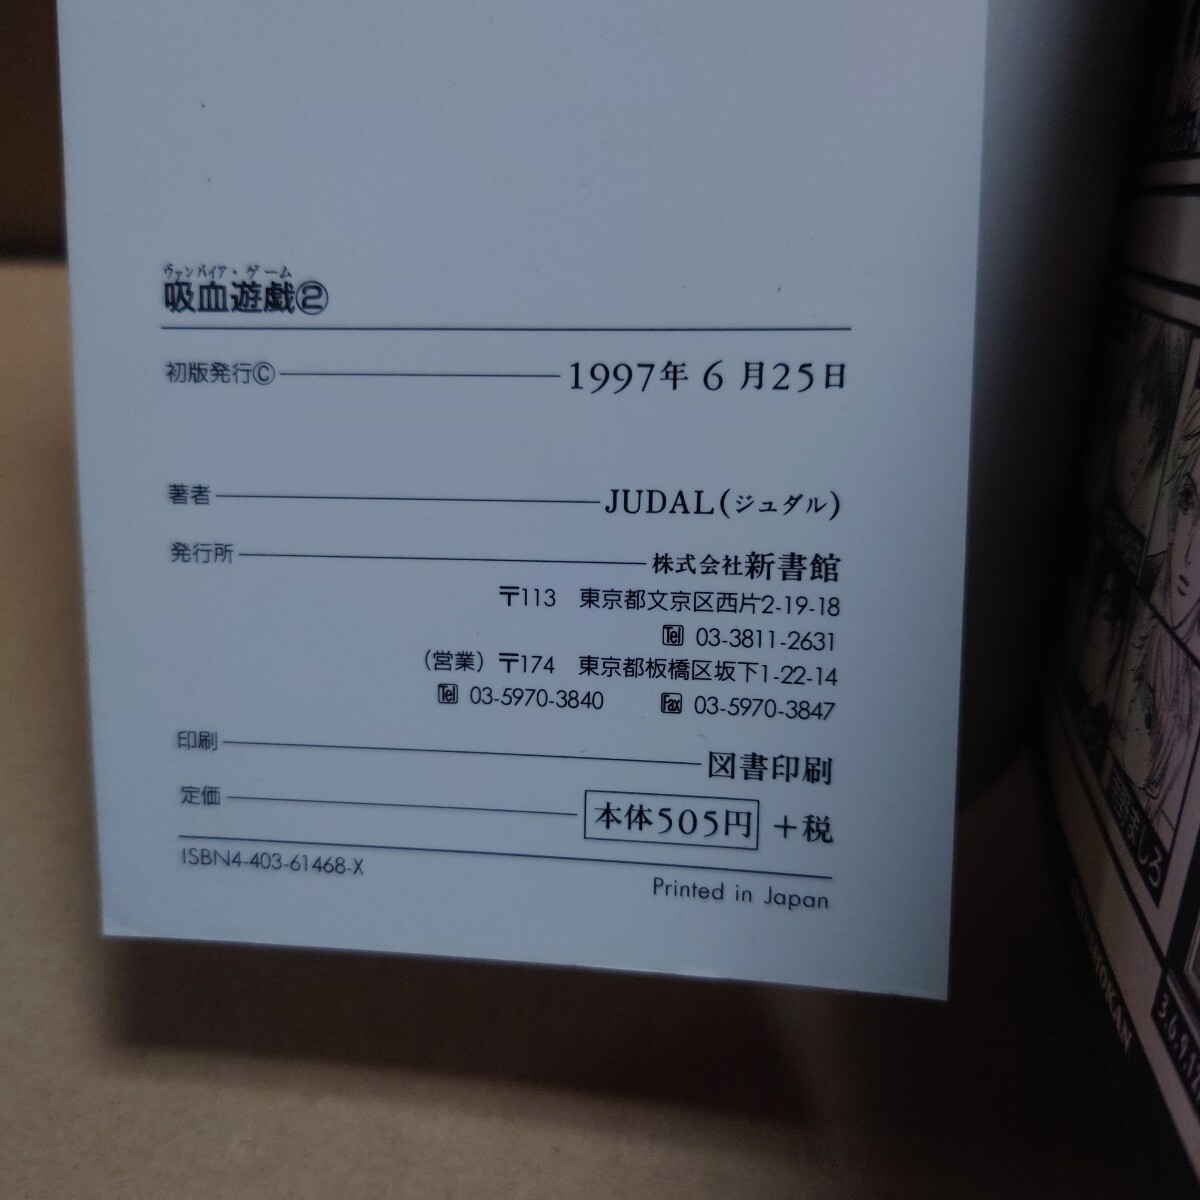 ヴァンパイア・ゲーム
吸血遊戯②
初版発行Ⓒ 1997年6月25日
著者 JUDAL(ジュダル)
発行所 株式会社新書館
〒113 東京都文京区西片2-19-18
Tel 03-3811-2631
(営業)〒174 東京都板橋区坂下1-22-14
Tel 03-5970-3840 Fax 03-5970-3847
印刷 図書印刷
定価 本体505円 +税
ISBN4-403-61468-X
Printed in Japan